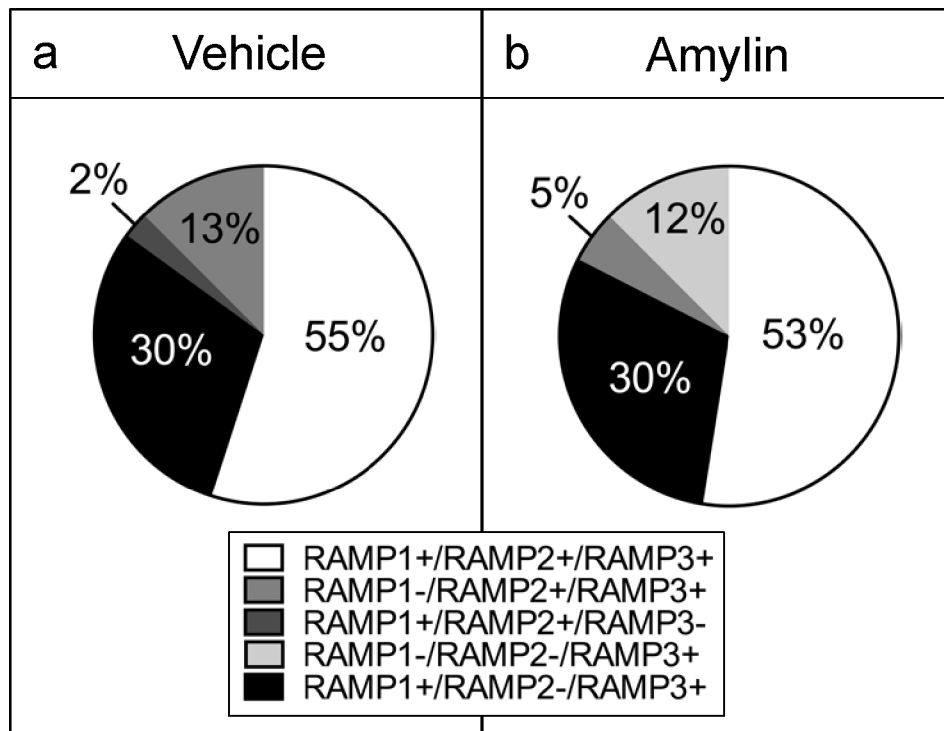 a Vehicle
b Amylin
2%
13%
30%
55%
5%
12%
30%
53%
RAMP1+/RAMP2+/RAMP3+
RAMP1-/RAMP2+/RAMP3+
RAMP1+/RAMP2+/RAMP3-
RAMP1-/RAMP2-/RAMP3+
RAMP1+/RAMP2-/RAMP3+